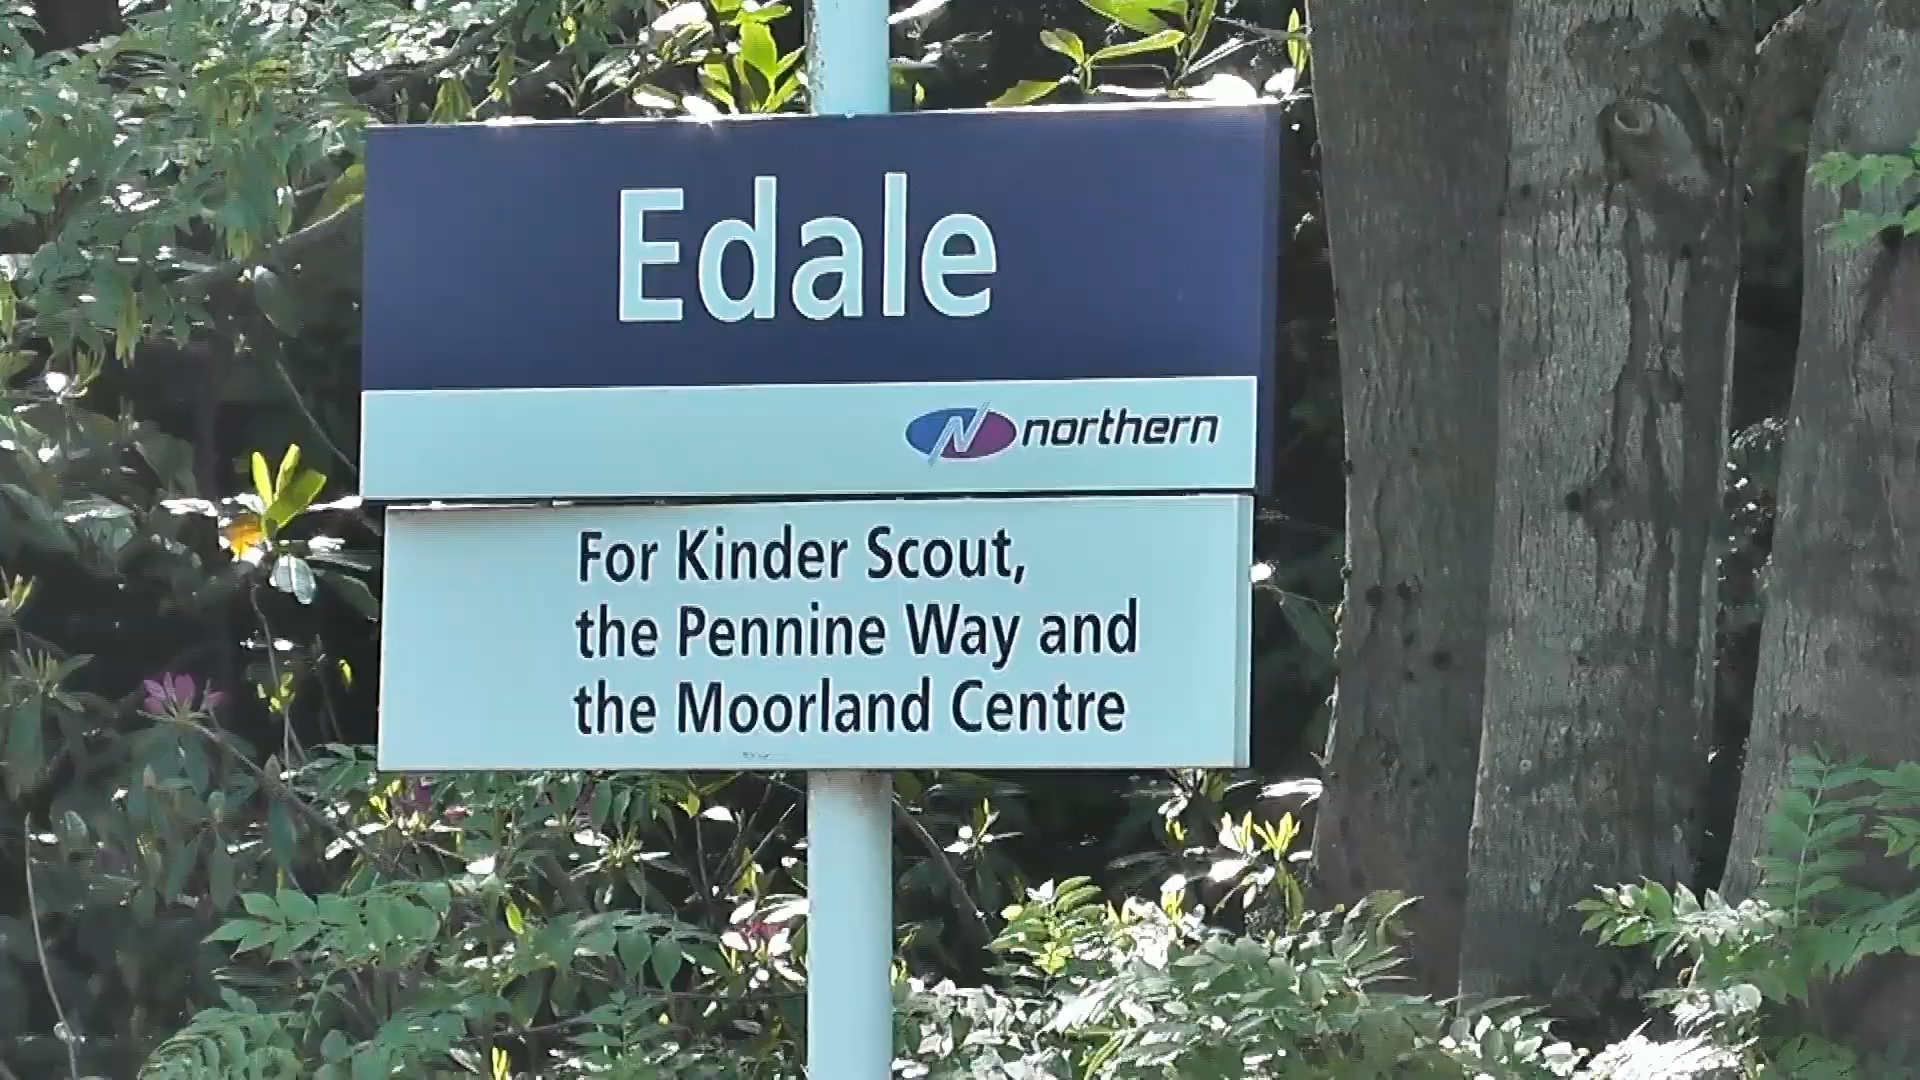 Edale
northern
For Kinder Scout,
the Pennine Way and
the Moorland Centre